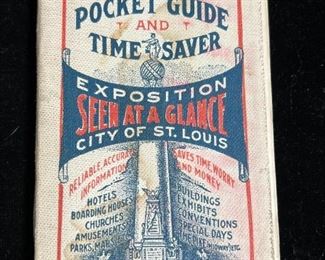 POCKET GUIDE
AND
TIME SAVER
EXPOSITION
SEEN AT A GLANCE
CITY OF ST. LOUIS
RELIABLE, ACCURATE
INFORMATION
HOTELS
BOARDING HOUSES
CHURCHES
AMUSEMENTS
PARKS,
SAVES TIME, WORRY
AND MONEY
BUILDINGS
EXHIBITS
CONVENTIONS
SPECIAL DAYS